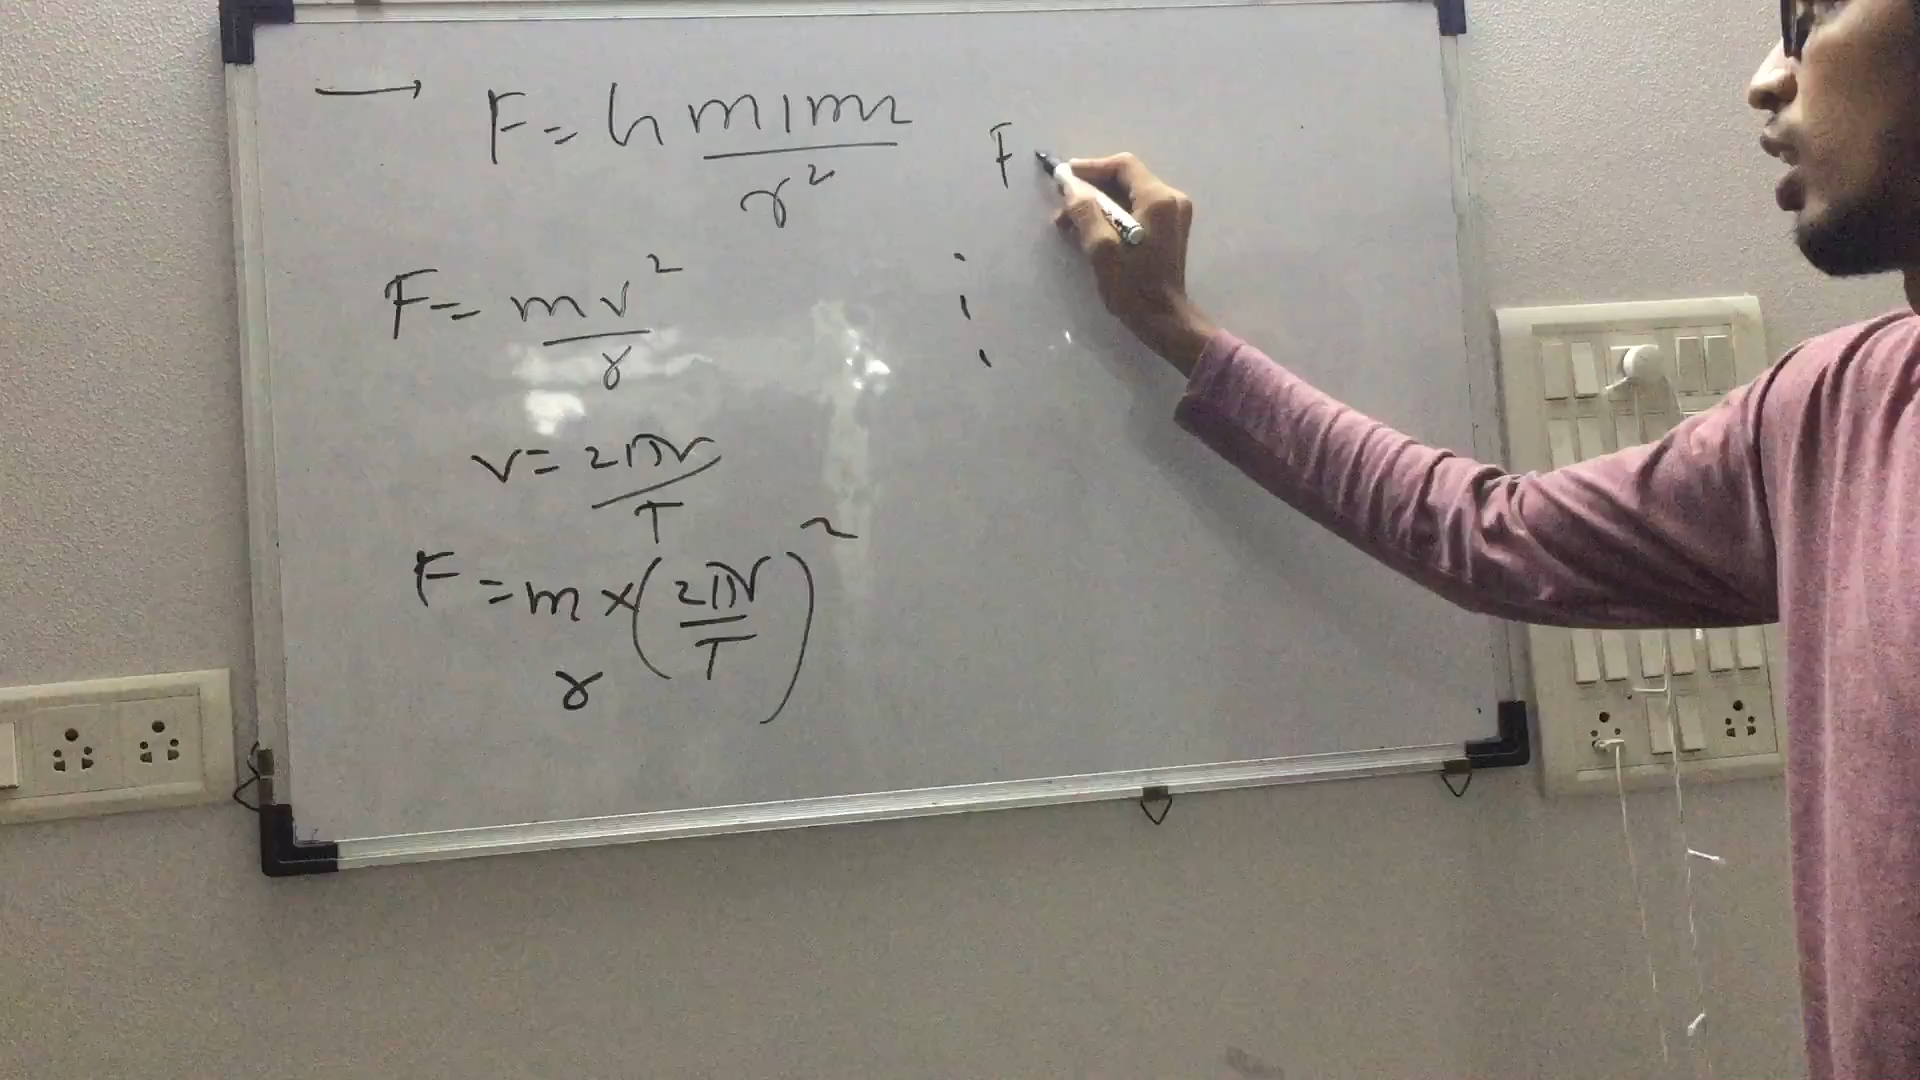 → F = G m1m2 / r²
F = mv² / r
v = 2πr / T
F = m × (2πr / T)² / r
F